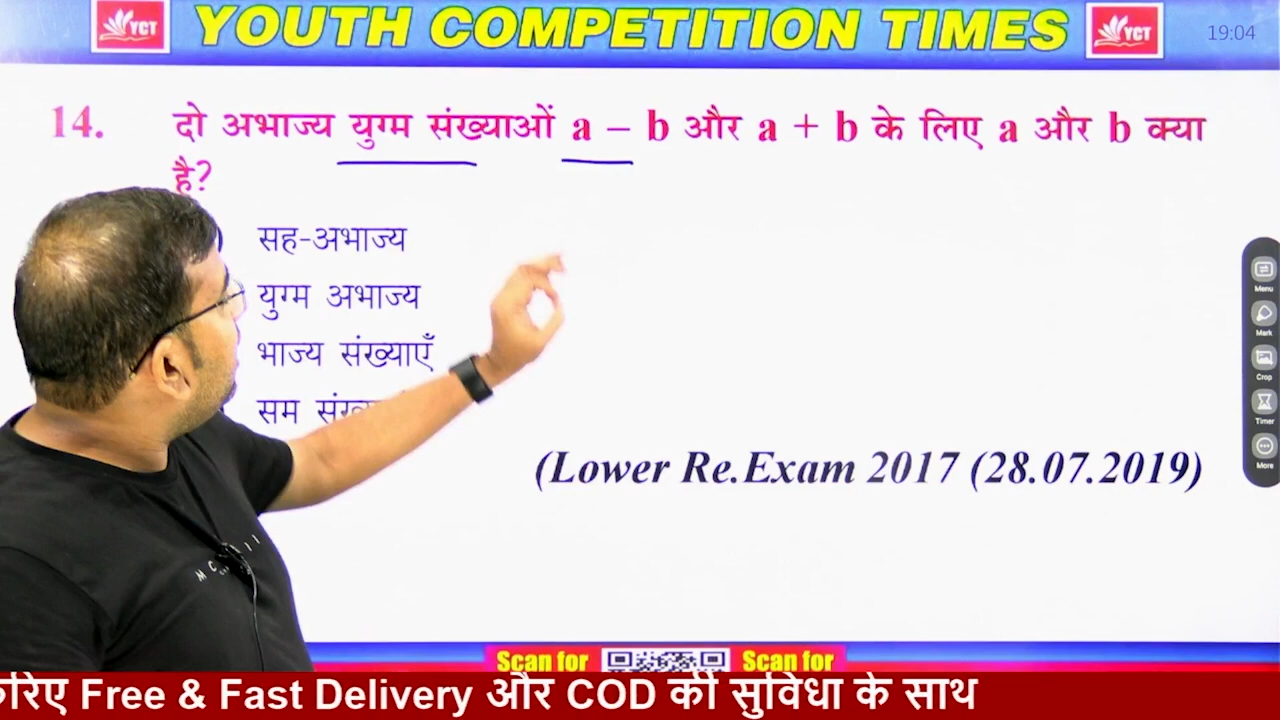 YCT
YOUTH COMPETITION TIMES
YCT
19:04
14. दो अभाज्य युग्म संख्याओं a – b और a + b के लिए a और b क्या
है?
सह-अभाज्य
युग्म अभाज्य
भाज्य संख्याएँ
सम
(Lower Re.Exam 2017 (28.07.2019)
Menu
Mark
Crop
Timer
More
Scan for
Scan for
Free & Fast Delivery और COD की सुविधा के साथ